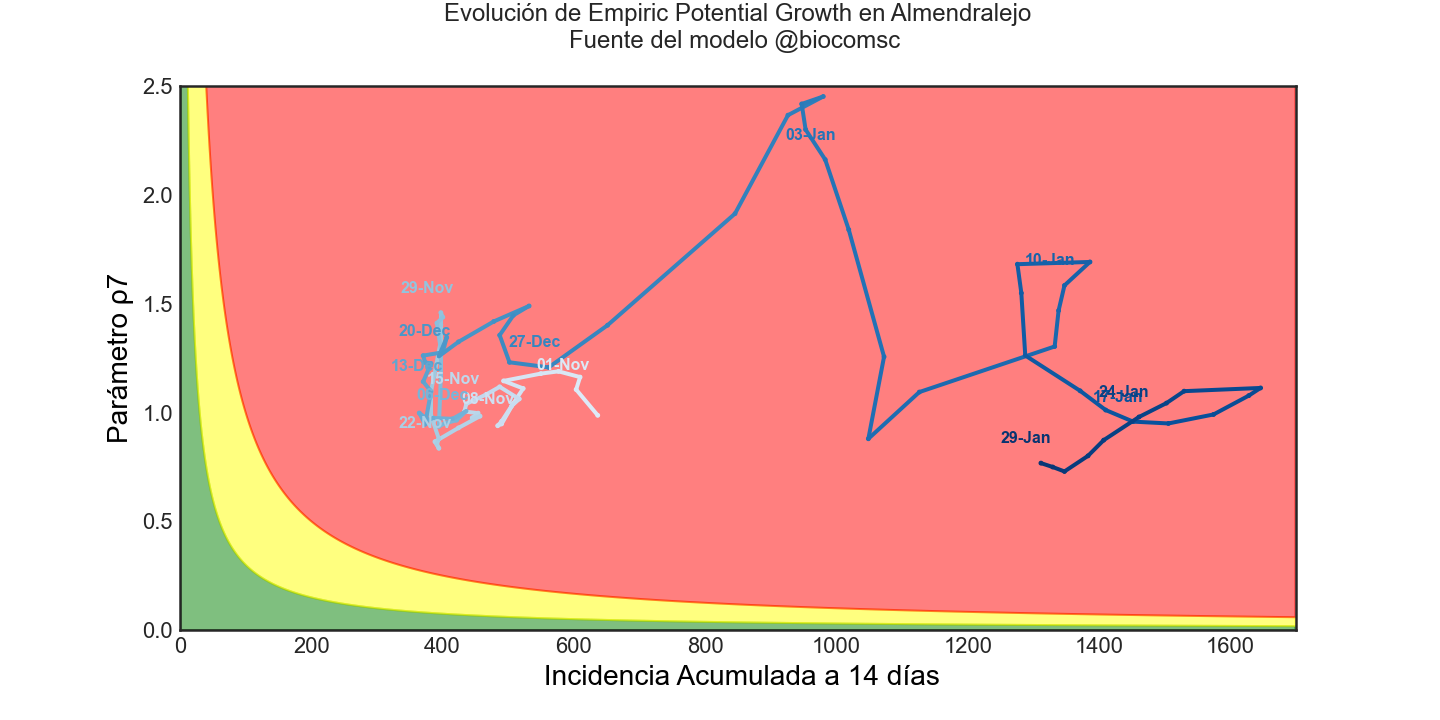 Evolución de Empiric Potential Growth en Almendralejo
Fuente del modelo @biocomsc
2.5
2.0
1.5
1.0
0.5
0.0
Parámetro ρ7
03-Jan
10-Jan
29-Nov
20-Dec
27-Dec
13-Dec
01-Nov
15-Nov
06-Dec
08-Nov
22-Nov
24-Jan
17-Jan
29-Jan
0
200
400
600
800
1000
1200
1400
1600
Incidencia Acumulada a 14 días